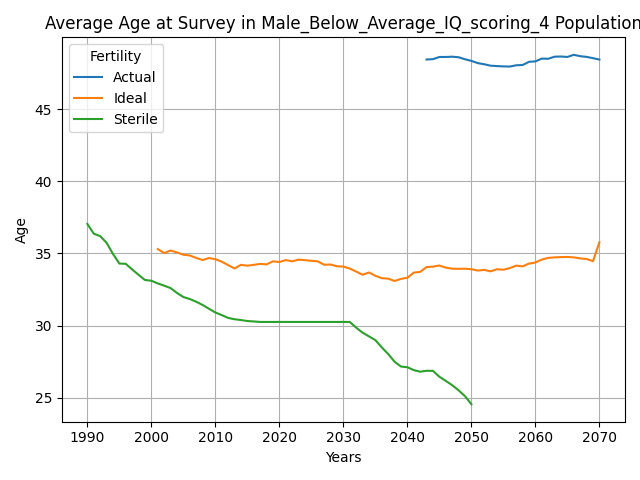 Average Age at Survey in Male_Below_Average_IQ_scoring_4 Population
Fertility
Actual
Ideal
Sterile
45
40
35
30
25
Age
1990 2000 2010 2020 2030 2040 2050 2060 2070
Years